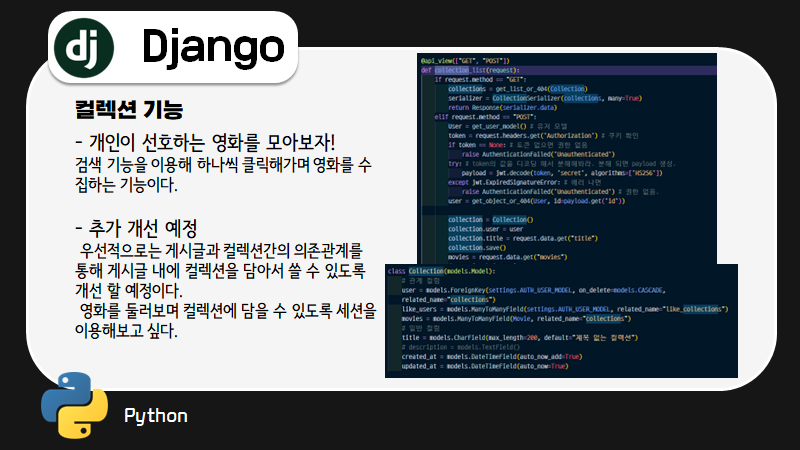 dj
Django
컬렉션 기능
- 개인이 선호하는 영화를 모아보자!
검색 기능을 이용해 하나씩 클릭해가며 영화를 수
집하는 기능이다.
- 추가 개선 예정
우선적으로는 게시글과 컬렉션간의 의존관계를
통해 게시글 내에 컬렉션을 담아서 쓸 수 있도록
개선 할 예정이다.
영화를 둘러보며 컬렉션에 담을 수 있도록 세션을
이용해보고 싶다.
@api_view(["GET", "POST"])
def collection_list(request):
if request.method == "GET":
collections = get_list_or_404(Collection)
serializer = CollectionSerializer(collections, many=True)
return Response(serializer.data)
elif request.method == "POST":
User = get_user_model() # 유저 모델
token = request.headers.get('Authorization') # 쿠키 확인
if token == None: # 토큰 없으면 권한 없음
raise AuthenticationFailed('Unauthenticated')
try: # token의 값을 디코딩 해서 분해해봐라. 분해 되면 payload 생성.
payload = jwt.decode(token, 'secret', algorithms=['HS256'])
except jwt.ExpiredSignatureError: # 에러 나면
raise AuthenticationFailed('Unauthenticated') # 권한 없음.
user = get_object_or_404(User, id=payload.get('id'))
collection = Collection()
collection.user = user
collection.title = request.data.get("title")
collection.save()
movies = request.data.get("movies")
class Collection(models.Model):
# 관계 컬럼
user = models.ForeignKey(settings.AUTH_USER_MODEL, on_delete=models.CASCADE,
related_name="collections")
like_users = models.ManyToManyField(settings.AUTH_USER_MODEL, related_name="like_collections")
movies = models.ManyToManyField(Movie, related_name="collections")
# 일반 컬럼
title = models.CharField(max_length=200, default="제목 없는 컬렉션")
# description = models.TextField()
created_at = models.DateTimeField(auto_now_add=True)
updated_at = models.DateTimeField(auto_now=True)
Python